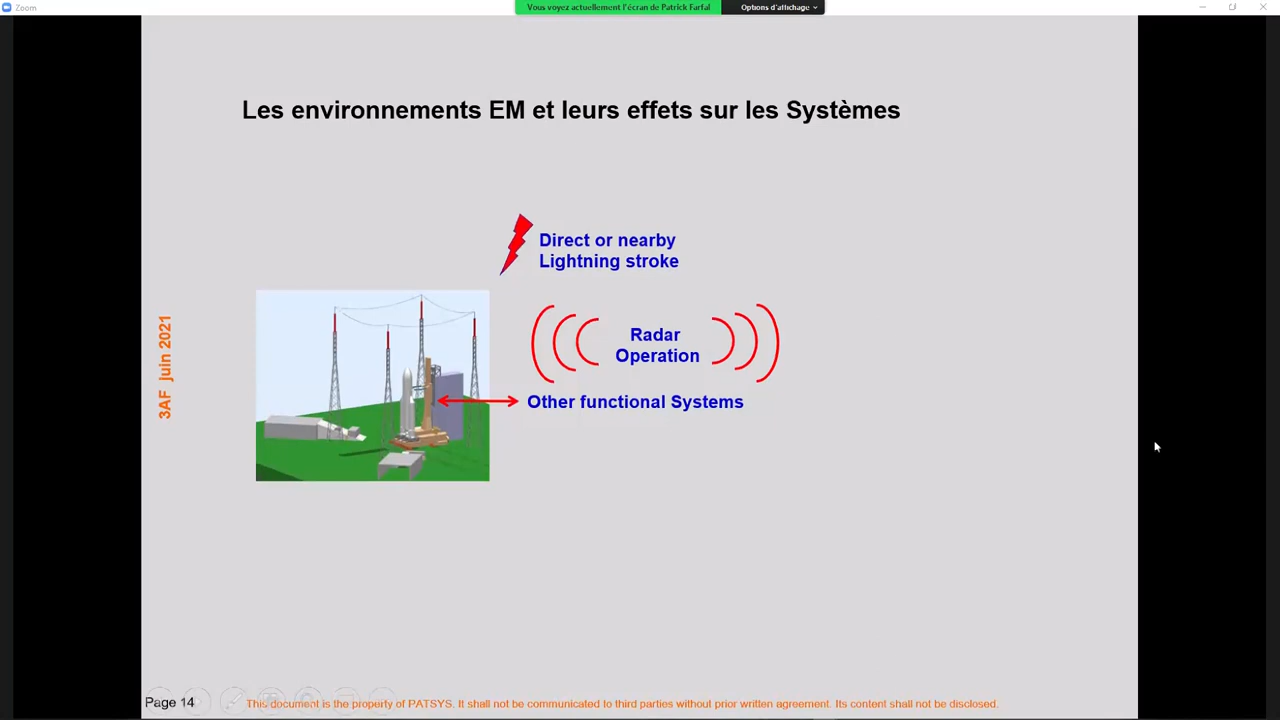 Zoom
Vous voyez actuellement l'écran de Patrick Farfal
Options d'affichage
Les environnements EM et leurs effets sur les Systèmes
Direct or nearby
Lightning stroke
Radar
Operation
Other functional Systems
3AF juin 2021
Page 14
This document is the property of PATSYS. It shall not be communicated to third parties without prior written agreement. Its content shall not be disclosed.